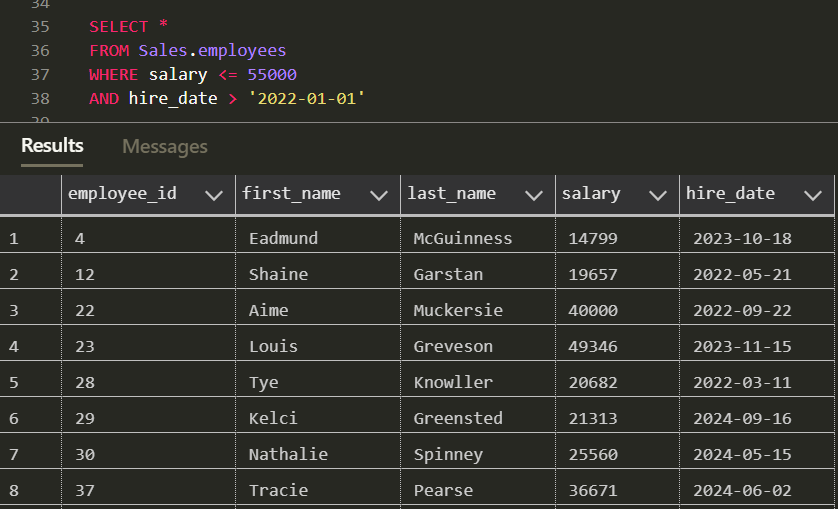 34
35 SELECT *
36 FROM Sales.employees
37 WHERE salary <= 55000
38 AND hire_date > '2022-01-01'
39
Results Messages
employee_id first_name last_name salary hire_date
1 4 Eadmund McGuinness 14799 2023-10-18
2 12 Shaine Garstan 19657 2022-05-21
3 22 Aime Muckersie 40000 2022-09-22
4 23 Louis Greveson 49346 2023-11-15
5 28 Tye Knowller 20682 2022-03-11
6 29 Kelci Greensted 21313 2024-09-16
7 30 Nathalie Spinney 25560 2024-05-15
8 37 Tracie Pearse 36671 2024-06-02